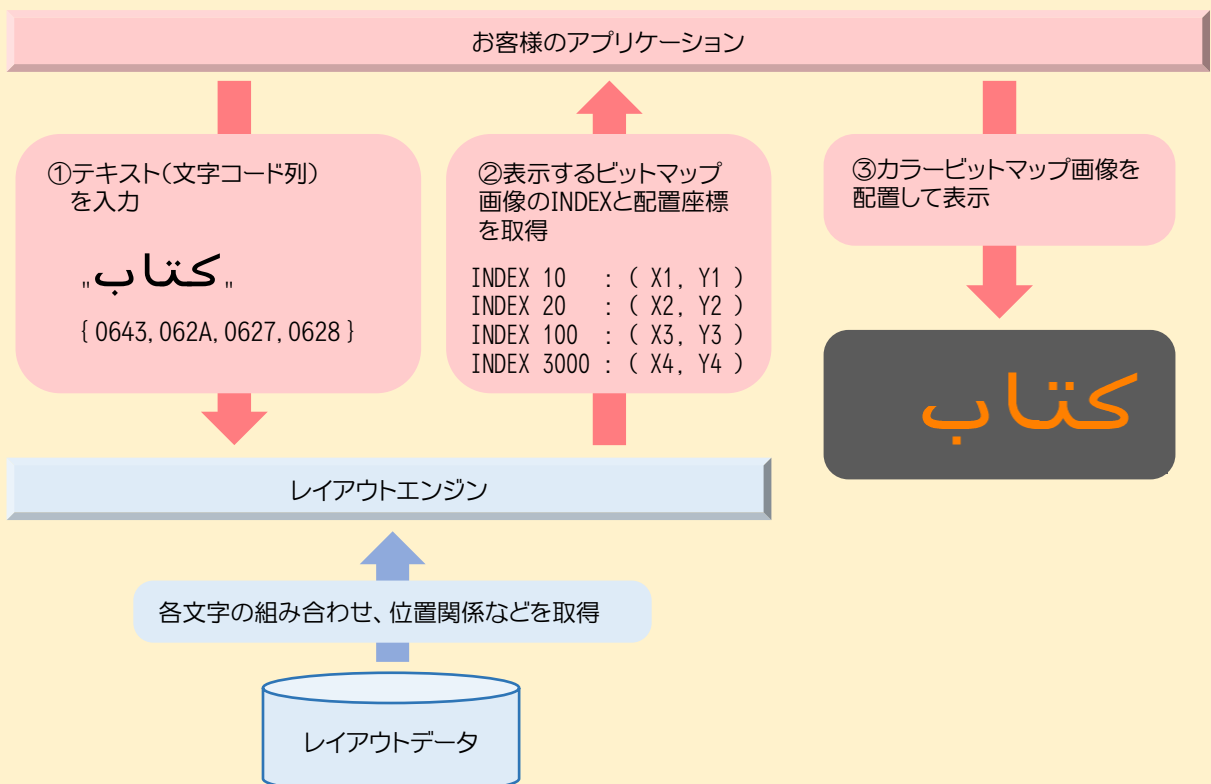 お客様のアプリケーション
①テキスト（文字コード列）
を入力
"كتاب"
{ 0643, 062A, 0627, 0628 }
②表示するビットマップ
画像のINDEXと配置座標
を取得
INDEX 10 : ( X1, Y1 )
INDEX 20 : ( X2, Y2 )
INDEX 100 : ( X3, Y3 )
INDEX 3000 : ( X4, Y4 )
③カラービットマップ画像を
配置して表示
كتاب
レイアウトエンジン
各文字の組み合わせ、位置関係などを取得
レイアウトデータ